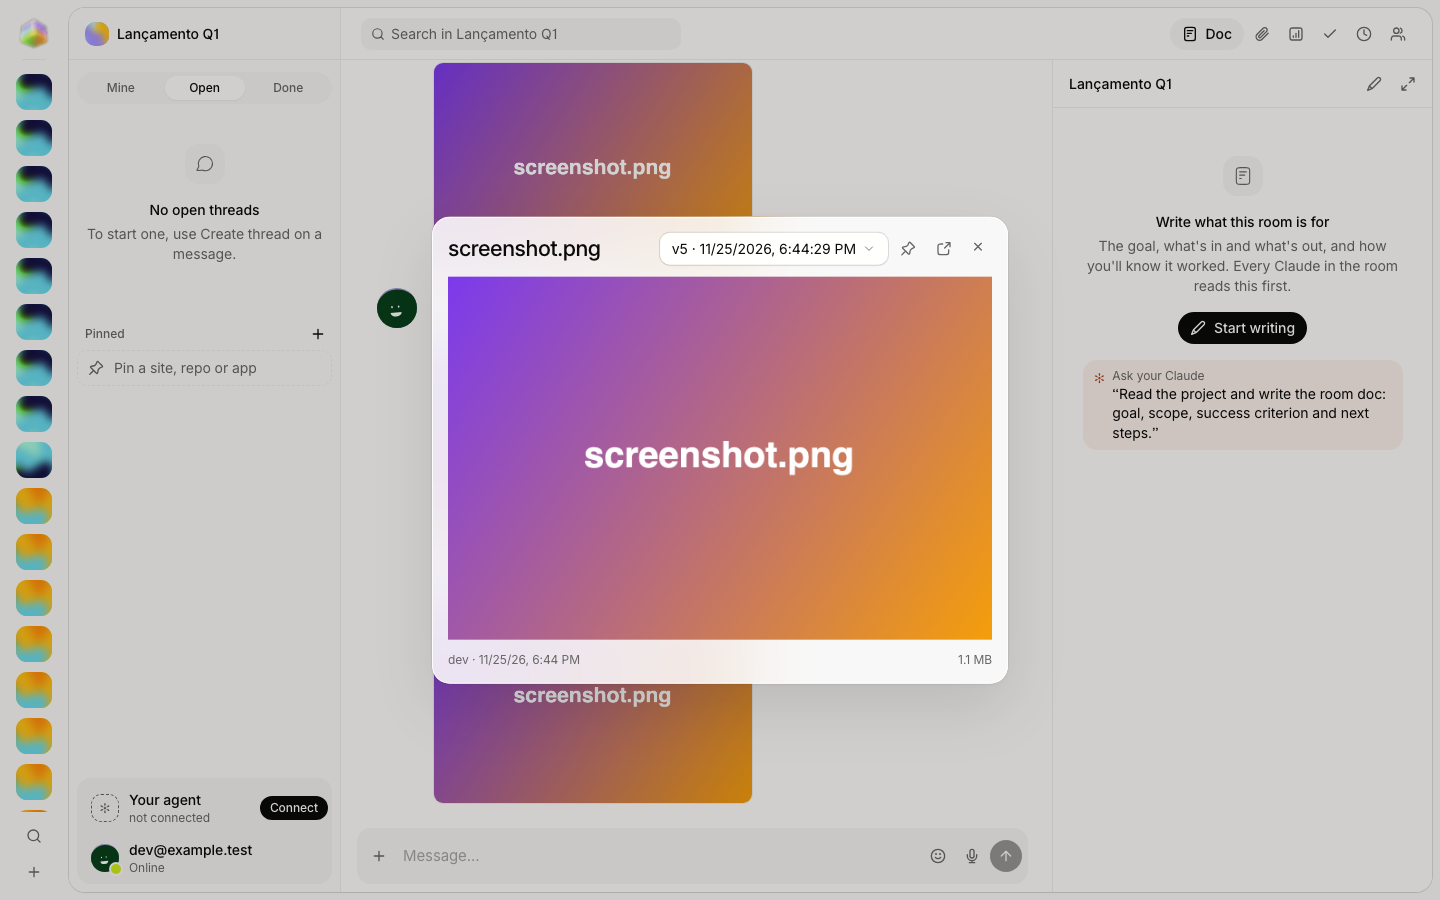 Lançamento Q1
Search in Lançamento Q1
Doc
Mine
Open
Done
No open threads
To start one, use Create thread on a
message.
Pinned
Pin a site, repo or app
Your agent
not connected
Connect
dev@example.test
Online
screenshot.png
screenshot.png
v5 · 11/25/2026, 6:44:29 PM
screenshot.png
dev · 11/25/26, 6:44 PM
1.1 MB
screenshot.png
Message...
Lançamento Q1
Write what this room is for
The goal, what's in and what's out, and how
you'll know it worked. Every Claude in the room
reads this first.
Start writing
Ask your Claude
“Read the project and write the room doc:
goal, scope, success criterion and next
steps.”